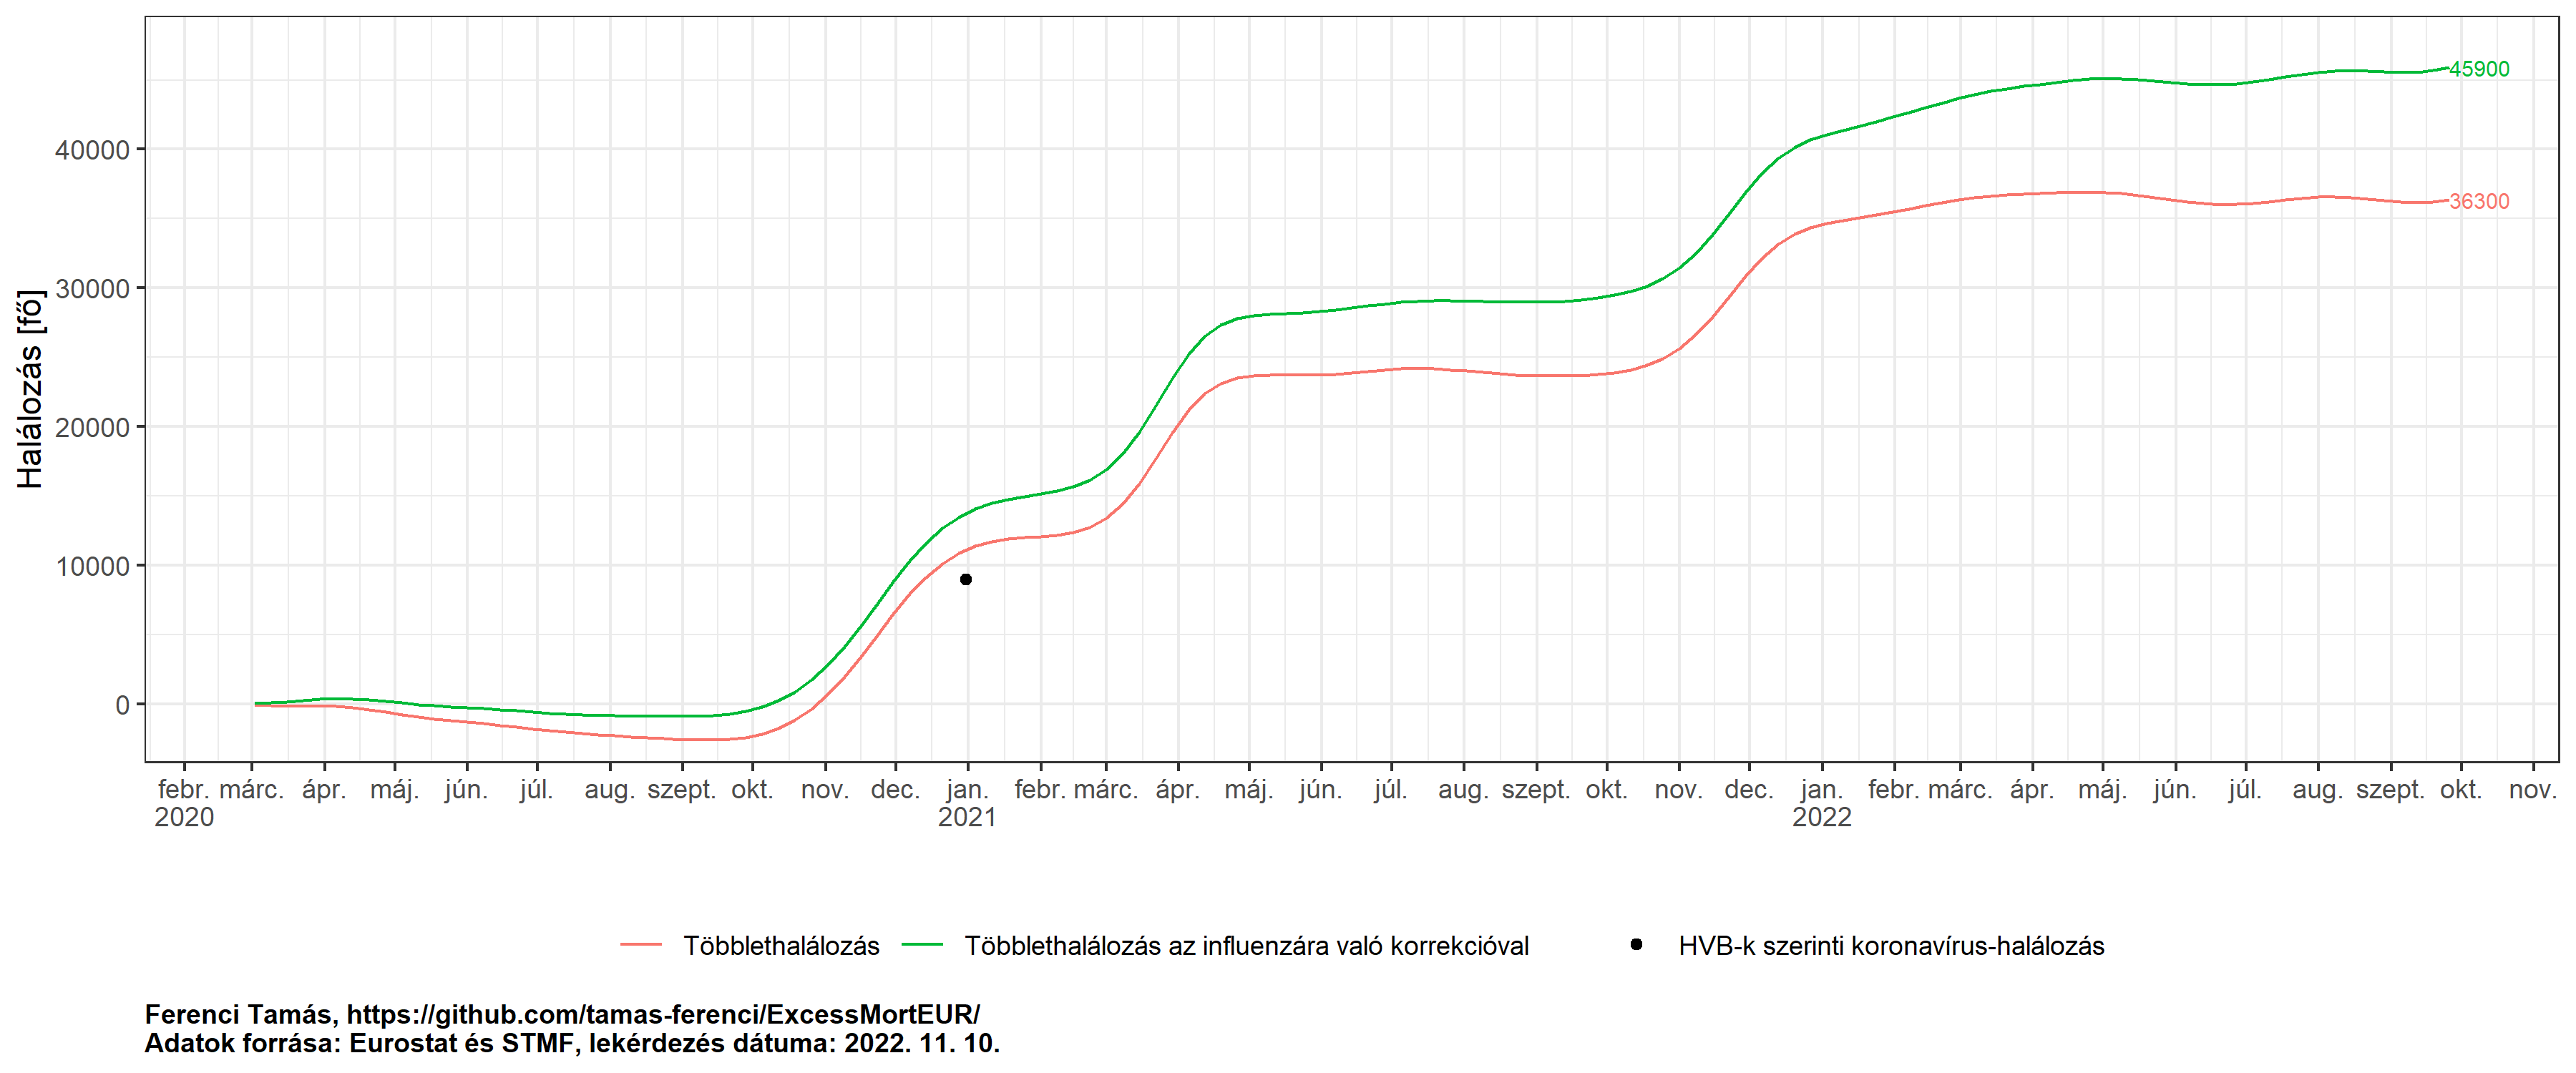 Halálozás [fő]
40000
30000
20000
10000
0
45900
36300
febr. márc. ápr. máj. jún. júl. aug. szept. okt. nov. dec. jan. febr. márc. ápr. máj. jún. júl. aug. szept. okt. nov. dec. jan. febr. márc. ápr. máj. jún. júl. aug. szept. okt. nov.
2020 2021 2022
Többlethalálozás Többlethalálozás az influenzára való korrekcióval HVB-k szerinti koronavírus-halálozás
Ferenci Tamás, https://github.com/tamas-ferenci/ExcessMortEUR/
Adatok forrása: Eurostat és STMF, lekérdezés dátuma: 2022. 11. 10.